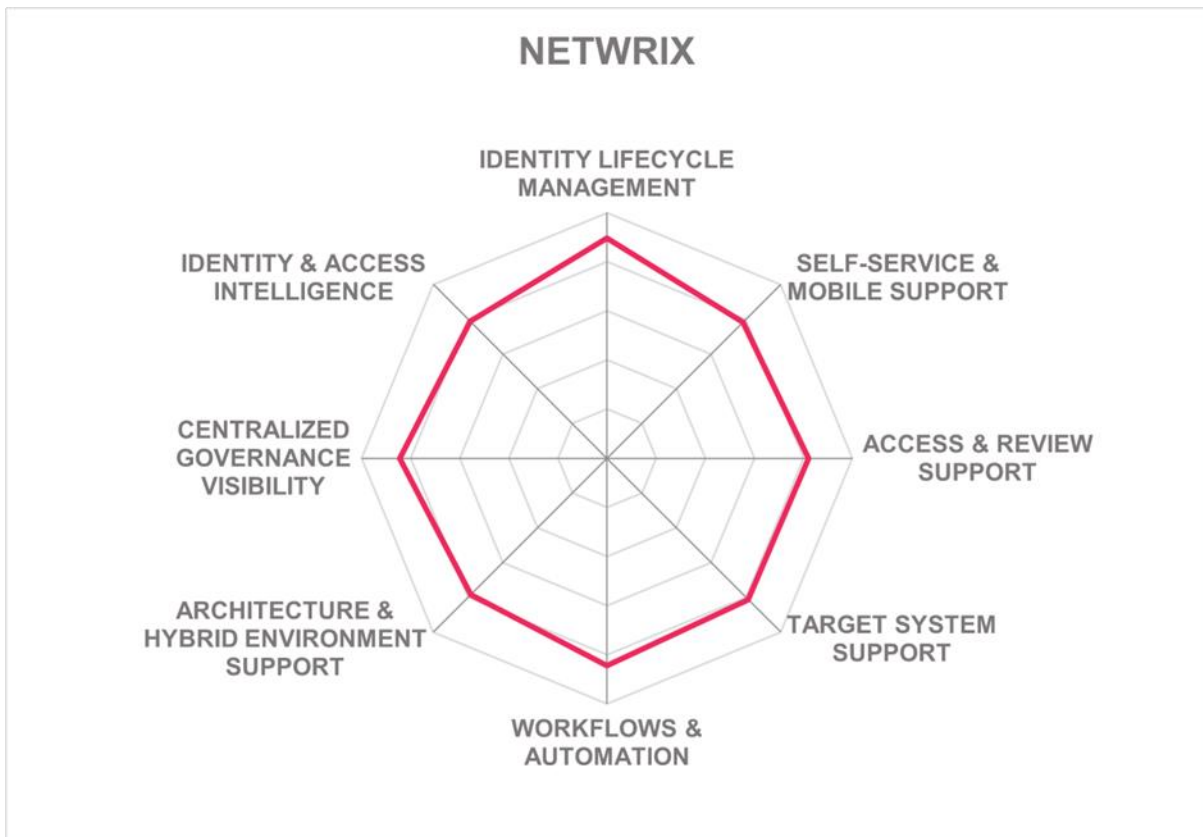 NETWRIX
IDENTITY LIFECYCLE
MANAGEMENT
SELF-SERVICE &
MOBILE SUPPORT
ACCESS & REVIEW
SUPPORT
TARGET SYSTEM
SUPPORT
WORKFLOWS &
AUTOMATION
ARCHITECTURE &
HYBRID ENVIRONMENT
SUPPORT
CENTRALIZED
GOVERNANCE
VISIBILITY
IDENTITY & ACCESS
INTELLIGENCE